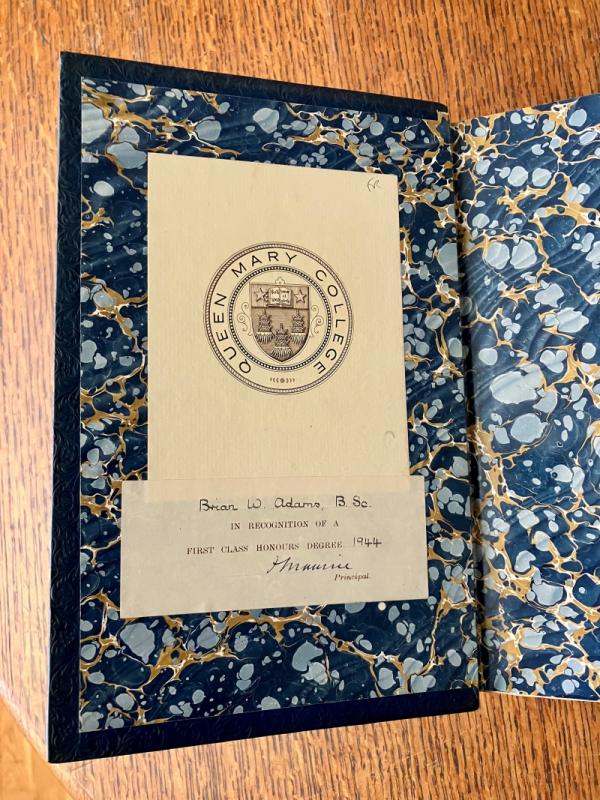 QUEEN MARY COLLEGE
Brian W. Adams, B. Sc.
IN RECOGNITION OF A
FIRST CLASS HONOURS DEGREE 1944
Principal.